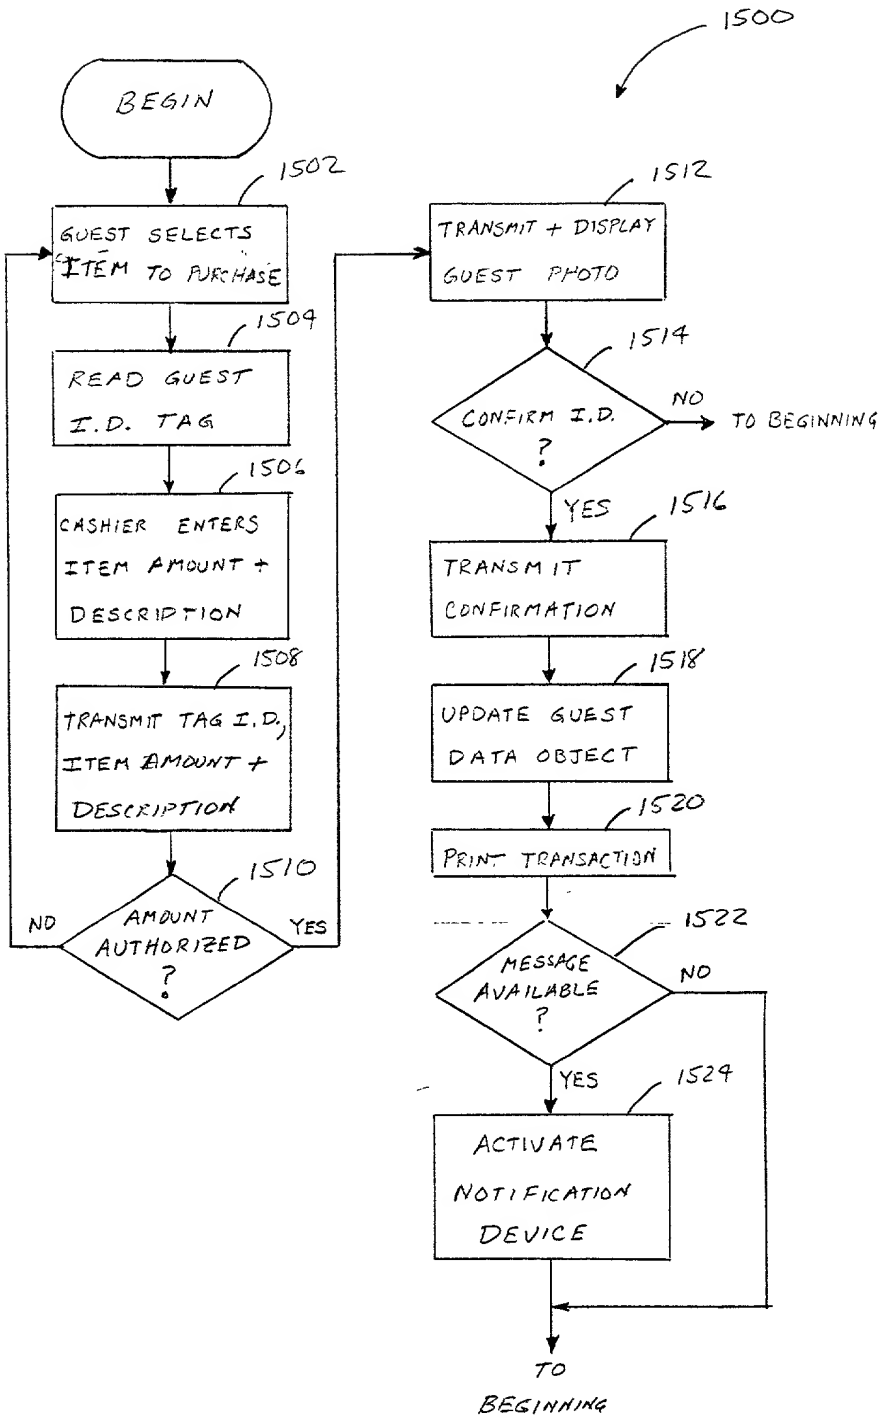 1500
BEGIN
1502
GUEST SELECTS
ITEM TO PURCHASE
1504
READ GUEST
I.D. TAG
1506
CASHIER ENTERS
ITEM AMOUNT +
DESCRIPTION
1508
TRANSMIT TAG I.D.,
ITEM AMOUNT +
DESCRIPTION
1510
AMOUNT
AUTHORIZED
?
NO
YES
1512
TRANSMIT + DISPLAY
GUEST PHOTO
1514
CONFIRM I.D.
?
NO
TO BEGINNING
YES
1516
TRANSMIT
CONFIRMATION
1518
UPDATE GUEST
DATA OBJECT
1520
PRINT TRANSACTION
1522
MESSAGE
AVAILABLE
?
NO
YES
1524
ACTIVATE
NOTIFICATION
DEVICE
TO
BEGINNING